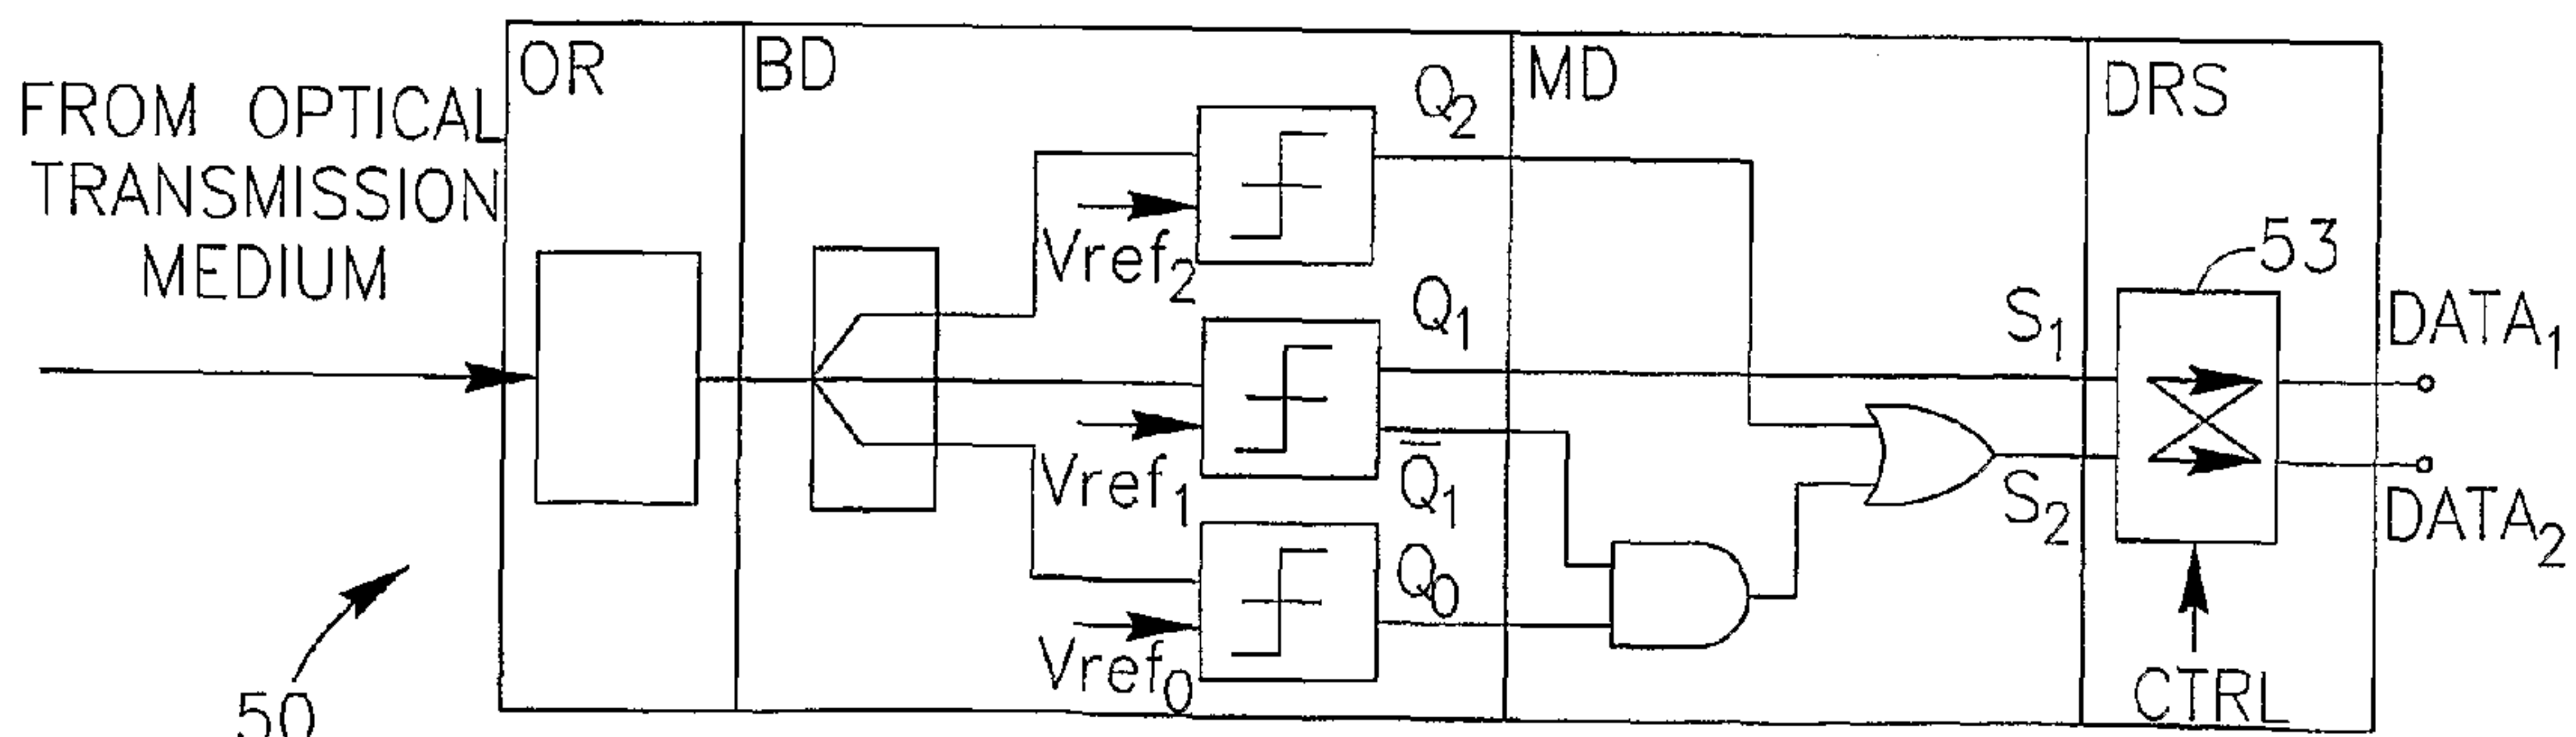 FROM OPTICAL
TRANSMISSION
MEDIUM
OR
BD
MD
DRS
Q2
Vref2
Q1
Vref1
Q̅1
Q0
Vref0
S1
S2
53
DATA1
DATA2
CTRL
50